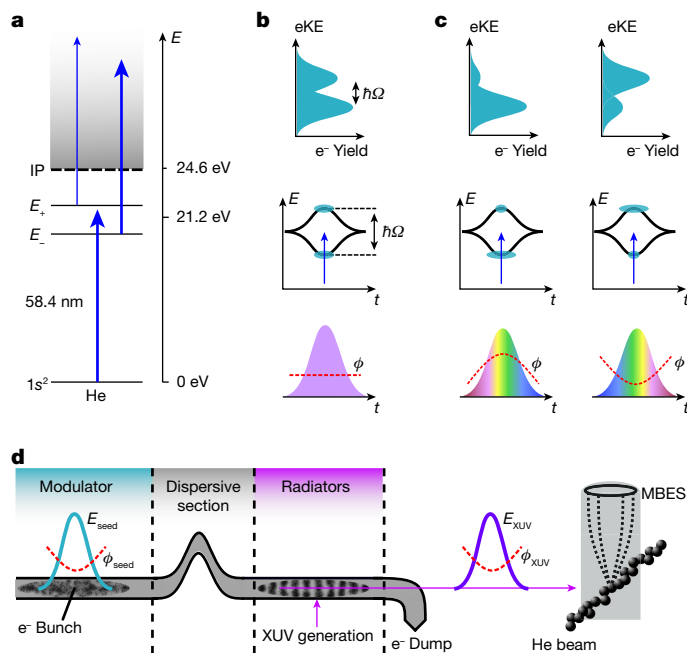 a
E
IP
24.6 eV
E+
21.2 eV
E−
58.4 nm
1s²
0 eV
He
b
eKE
ℏΩ
e⁻ Yield
E
ℏΩ
t
ϕ
t
c
eKE
eKE
e⁻ Yield
e⁻ Yield
E
E
t
t
ϕ
ϕ
t
t
d
Modulator
Dispersive
section
Radiators
E_seed
ϕ_seed
e⁻ Bunch
XUV generation
e⁻ Dump
E_XUV
ϕ_XUV
MBES
He beam